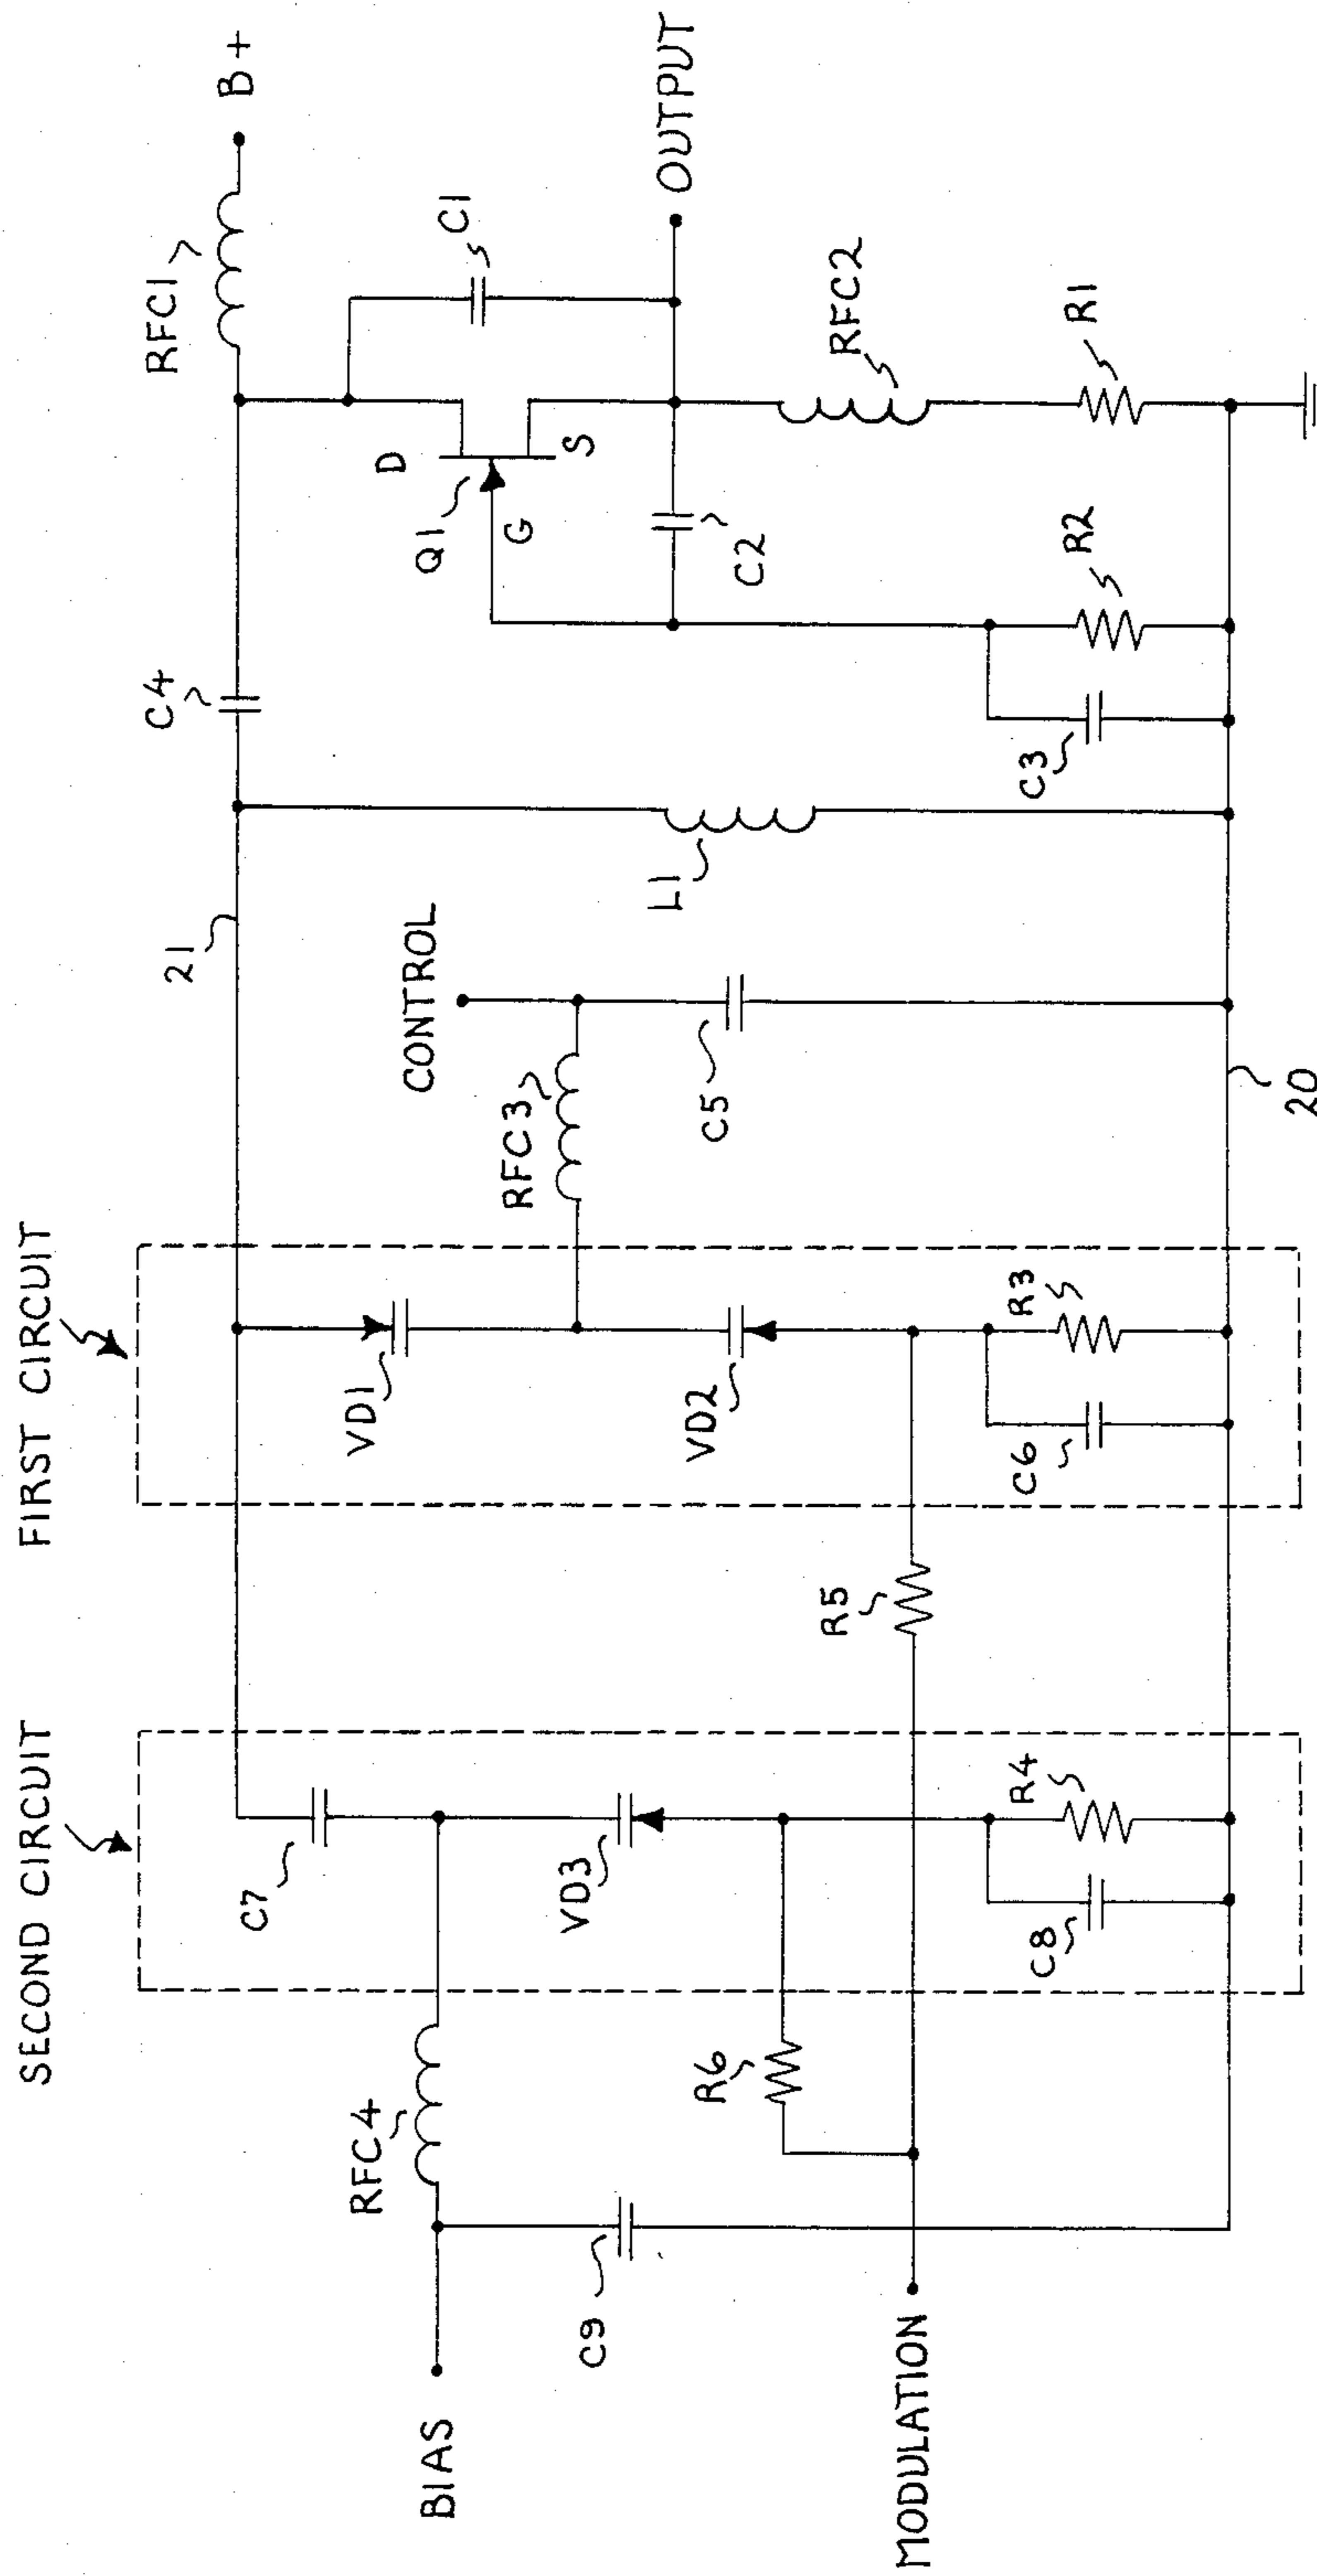 SECOND CIRCUIT
FIRST CIRCUIT
RFC1
B+
C4
21
C1
D
Q1
G
S
OUTPUT
C7
VD1
CONTROL
RFC3
L1
C2
RFC2
BIAS
RFC4
VD3
VD2
C5
C9
R6
R5
MODULATION
C8
R4
C6
R3
C3
R2
R1
20